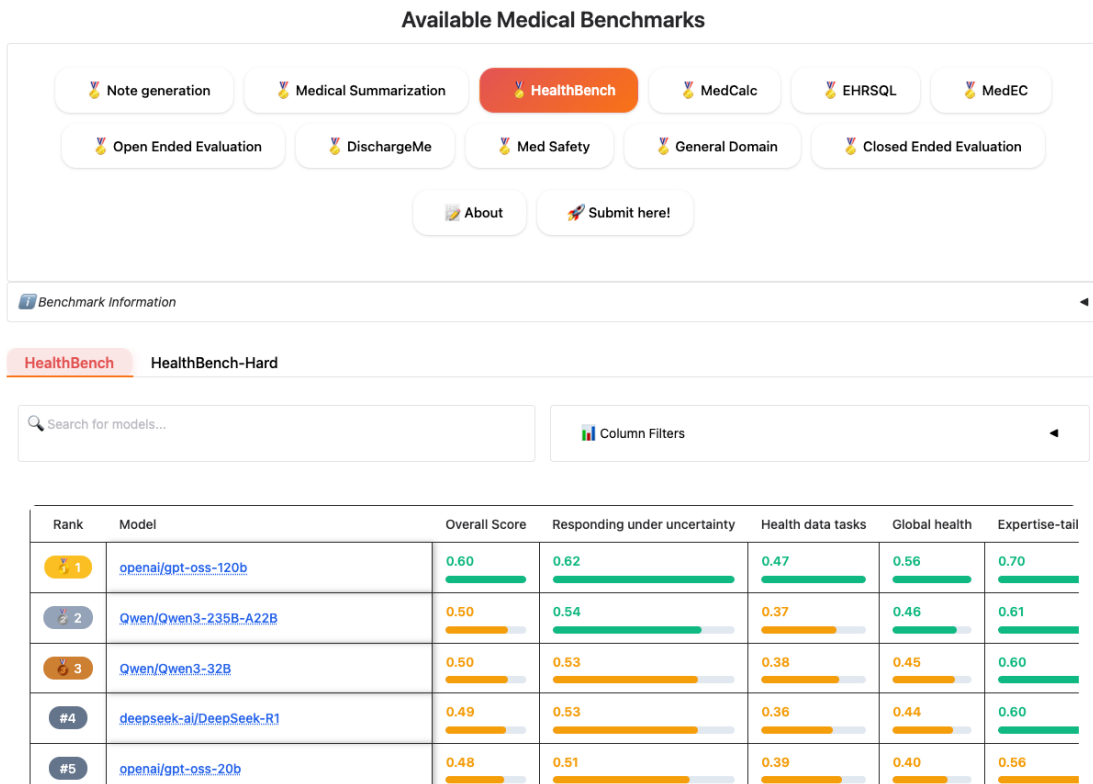 Available Medical Benchmarks
🏅 Note generation 🏅 Medical Summarization 🏅 HealthBench 🏅 MedCalc 🏅 EHRSQL 🏅 MedEC
🏅 Open Ended Evaluation 🏅 DischargeMe 🏅 Med Safety 🏅 General Domain 🏅 Closed Ended Evaluation
📝 About 🚀 Submit here!
ℹ️ Benchmark Information ◀
HealthBench HealthBench-Hard
🔍 Search for models... 📊 Column Filters ◀
Rank Model Overall Score Responding under uncertainty Health data tasks Global health Expertise-tail
🥇 1 openai/gpt-oss-120b 0.60 0.62 0.47 0.56 0.70
🥈 2 Qwen/Qwen3-235B-A22B 0.50 0.54 0.37 0.46 0.61
🥉 3 Qwen/Qwen3-32B 0.50 0.53 0.38 0.45 0.60
#4 deepseek-ai/DeepSeek-R1 0.49 0.53 0.36 0.44 0.60
#5 openai/gpt-oss-20b 0.48 0.51 0.39 0.40 0.56